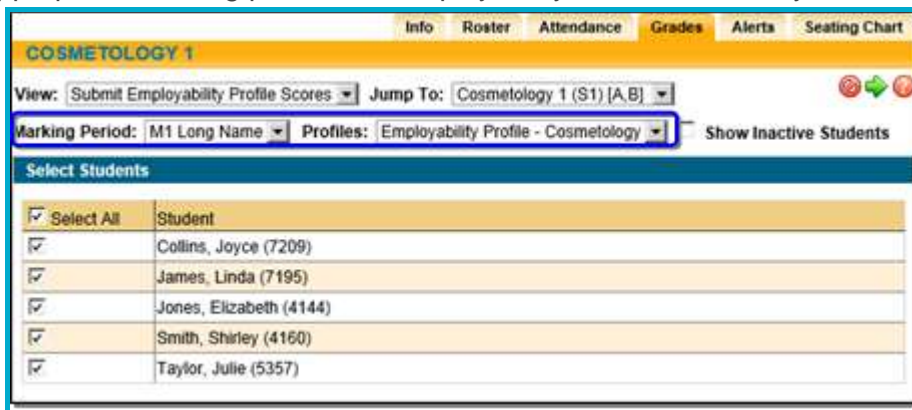 Info Roster Attendance Grades Alerts Seating Chart
COSMETOLOGY 1
View: Submit Employability Profile Scores Jump To: Cosmetology 1 (S1) [A,B]
Marking Period: M1 Long Name Profiles: Employability Profile - Cosmetology Show Inactive Students
Select Students
Select All Student
Collins, Joyce (7209)
James, Linda (7195)
Jones, Elizabeth (4144)
Smith, Shirley (4160)
Taylor, Julie (5357)